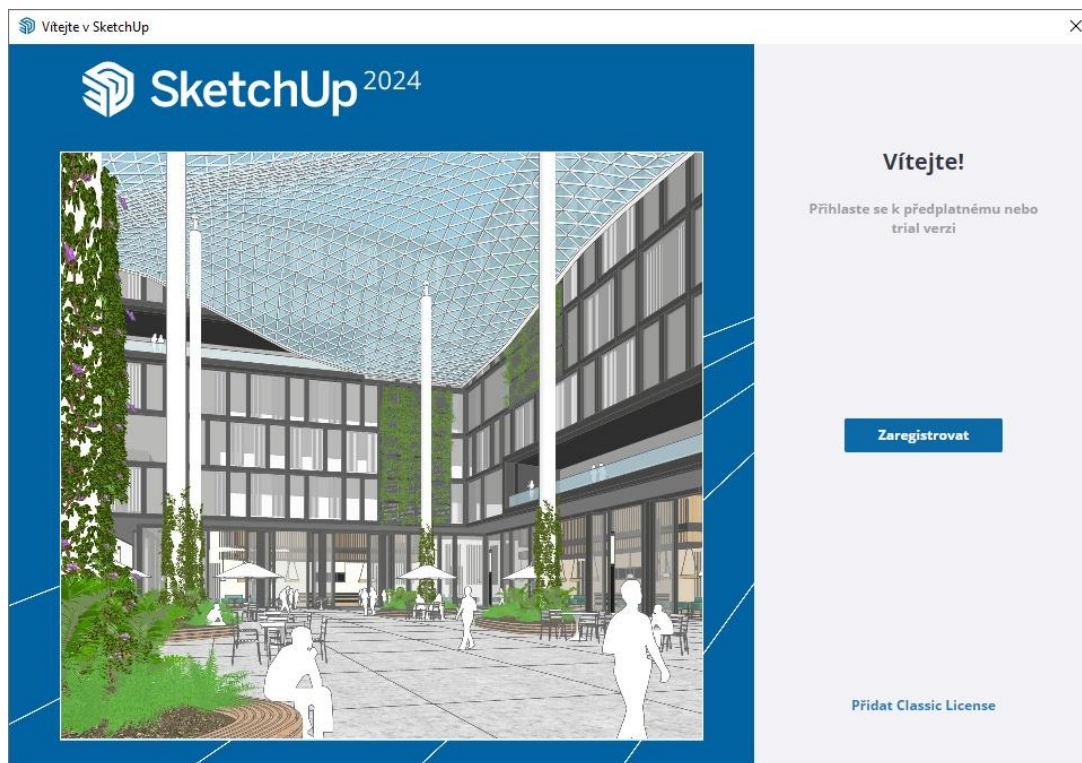 Vítejte v SketchUp
SketchUp 2024
Vítejte!
Přihlaste se k předplatnému nebo
trial verzi
Zaregistrovat
Přidat Classic License